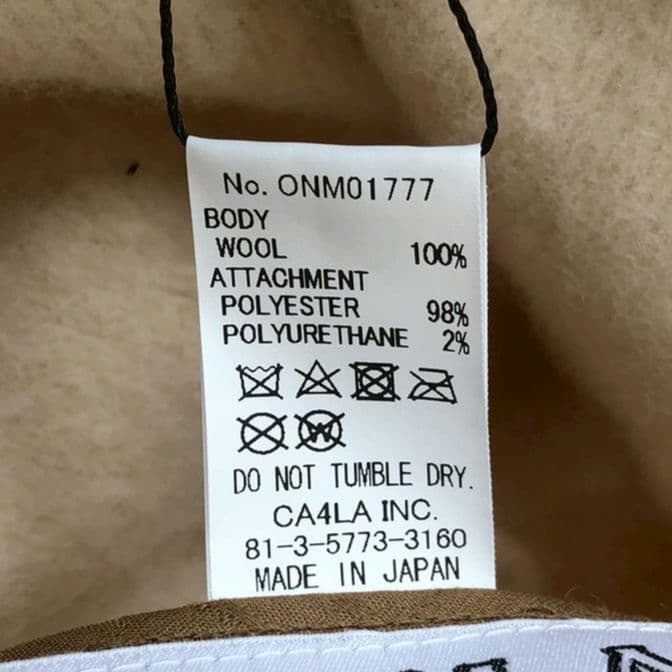 No. ONM01777
BODY
WOOL 100%
ATTACHMENT
POLYESTER 98%
POLYURETHANE 2%
W
DO NOT TUMBLE DRY.
CA4LA INC.
81-3-5773-3160
MADE IN JAPAN